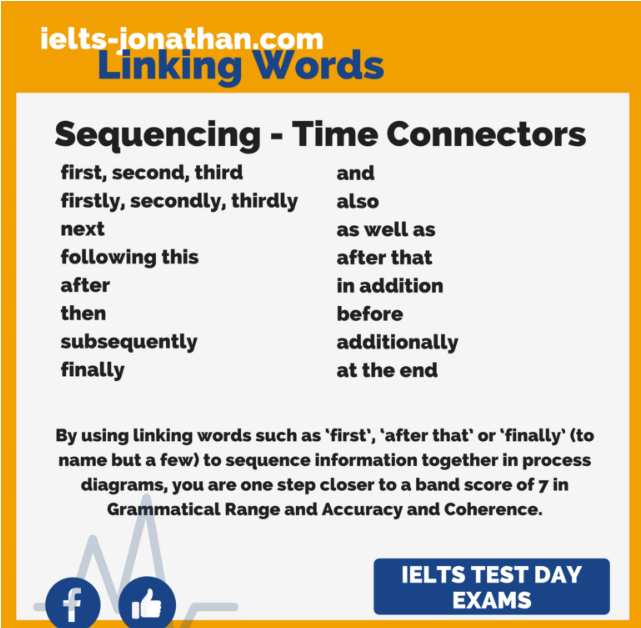 ielts-jonathan.com
Linking Words
Sequencing - Time Connectors
first, second, third
firstly, secondly, thirdly
next
following this
after
then
subsequently
finally
and
also
as well as
after that
in addition
before
additionally
at the end
By using linking words such as 'first', 'after that' or 'finally' (to
name but a few) to sequence information together in process
diagrams, you are one step closer to a band score of 7 in
Grammatical Range and Accuracy and Coherence.
IELTS TEST DAY
EXAMS